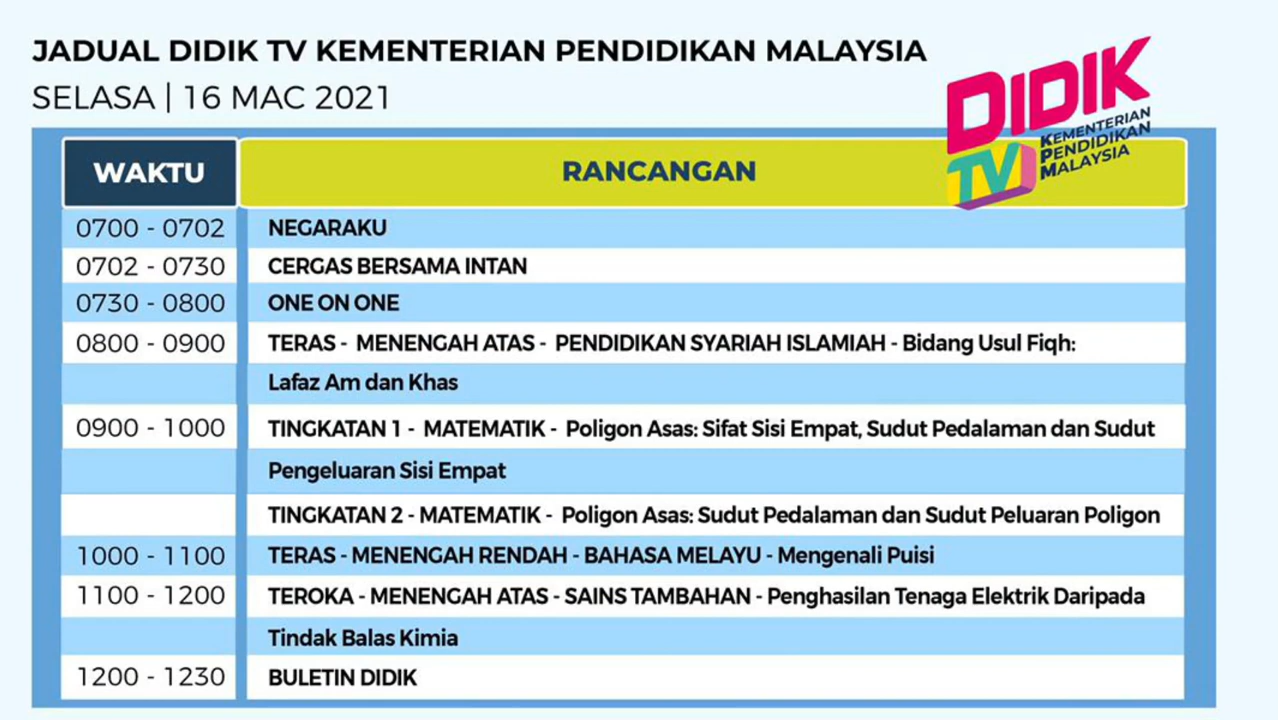 JADUAL DIDIK TV KEMENTERIAN PENDIDIKAN MALAYSIA
SELASA | 16 MAC 2021
DIDIK
TV
KEMENTERIAN
PENDIDIKAN
MALAYSIA
WAKTU RANCANGAN
0700 - 0702 NEGARAKU
0702 - 0730 CERGAS BERSAMA INTAN
0730 - 0800 ONE ON ONE
0800 - 0900 TERAS - MENENGAH ATAS - PENDIDIKAN SYARIAH ISLAMIAH - Bidang Usul Fiqh:
Lafaz Am dan Khas
0900 - 1000 TINGKATAN 1 - MATEMATIK - Poligon Asas: Sifat Sisi Empat, Sudut Pedalaman dan Sudut
Pengeluaran Sisi Empat
TINGKATAN 2 - MATEMATIK - Poligon Asas: Sudut Pedalaman dan Sudut Peluaran Poligon
1000 - 1100 TERAS - MENENGAH RENDAH - BAHASA MELAYU - Mengenali Puisi
1100 - 1200 TEROKA - MENENGAH ATAS - SAINS TAMBAHAN - Penghasilan Tenaga Elektrik Daripada
Tindak Balas Kimia
1200 - 1230 BULETIN DIDIK